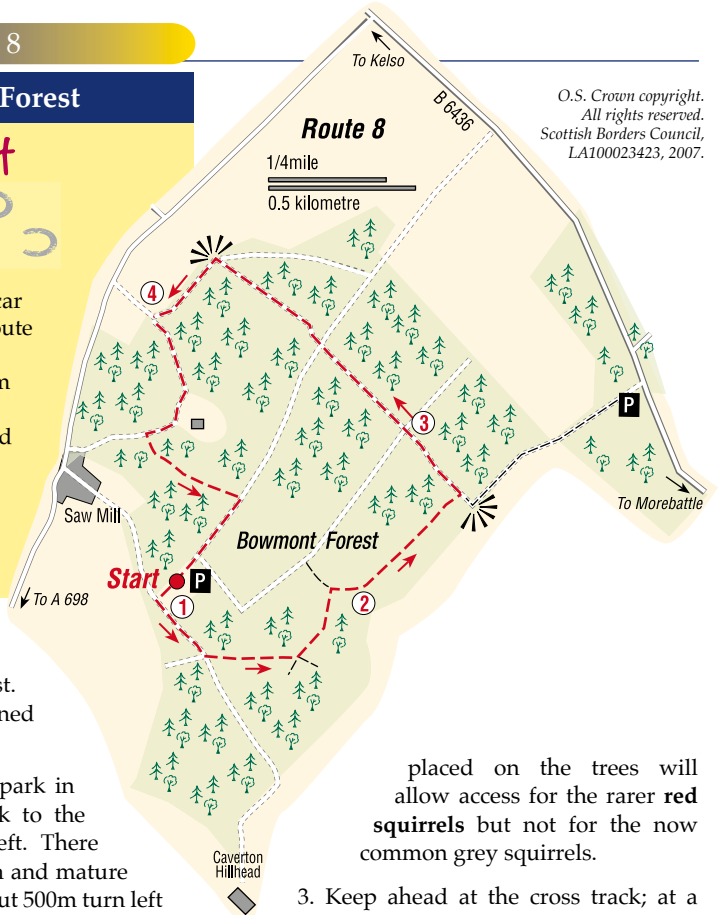 8
Forest
To Kelso
B 6436
O.S. Crown copyright.
All rights reserved.
Scottish Borders Council,
LA100023423, 2007.
Route 8
1/4mile
0.5 kilometre
4
3
P
To Morebattle
Saw Mill
Bowmont Forest
Start
P
1
2
To A 698
Caverton
Hillhead
car
st.
park in
k to the
eft. There
and mature
500m turn left
placed on the trees will
allow access for the rarer red
squirrels but not for the now
common grey squirrels.
3. Keep ahead at the cross track; at a